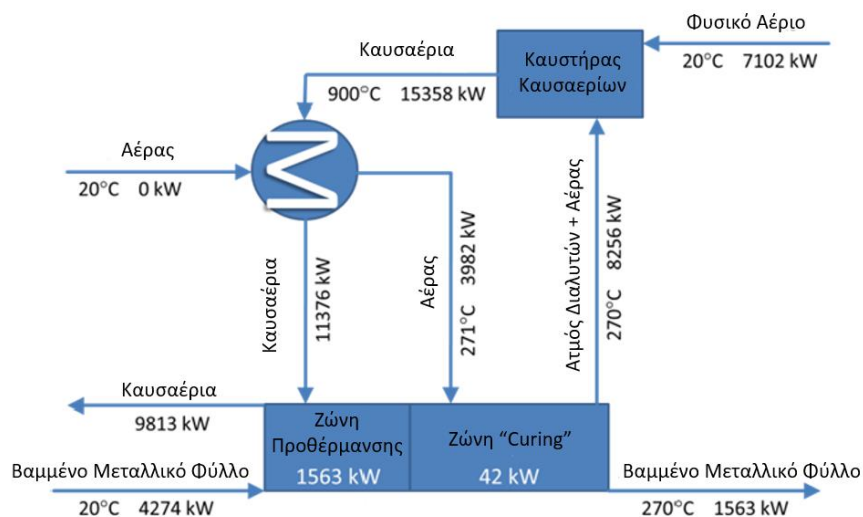 Φυσικό Αέριο
20°C 7102 kW
Καυστήρας
Καυσαερίων
Καυσαέρια
900°C 15358 kW
Αέρας
20°C 0 kW
Καυσαέρια
11376 kW
Αέρας
271°C 3982 kW
Ατμός Διαλυτών + Αέρας
270°C 8256 kW
Καυσαέρια
9813 kW
Ζώνη
Προθέρμανσης
1563 kW
Ζώνη “Curing”
42 kW
Βαμμένο Μεταλλικό Φύλλο
20°C 4274 kW
Βαμμένο Μεταλλικό Φύλλο
270°C 1563 kW